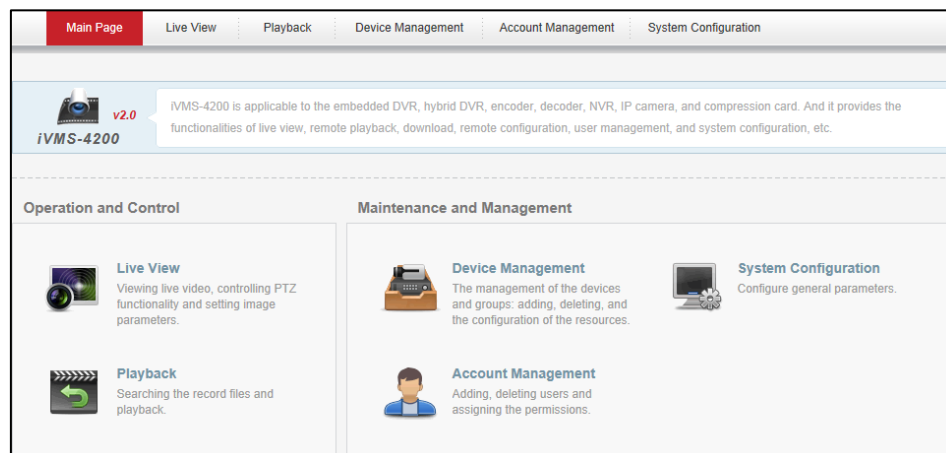 Main Page
Live View
Playback
Device Management
Account Management
System Configuration
iVMS-4200 is applicable to the embedded DVR, hybrid DVR, encoder, decoder, NVR, IP camera, and compression card. And it provides the
functionalities of live view, remote playback, download, remote configuration, user management, and system configuration, etc.
v2.0
iVMS-4200
Operation and Control
Live View
Viewing live video, controlling PTZ
functionality and setting image
parameters.
Playback
Searching the record files and
playback.
Maintenance and Management
Device Management
The management of the devices
and groups: adding, deleting, and
the configuration of the resources.
System Configuration
Configure general parameters.
Account Management
Adding, deleting users and
assigning the permissions.